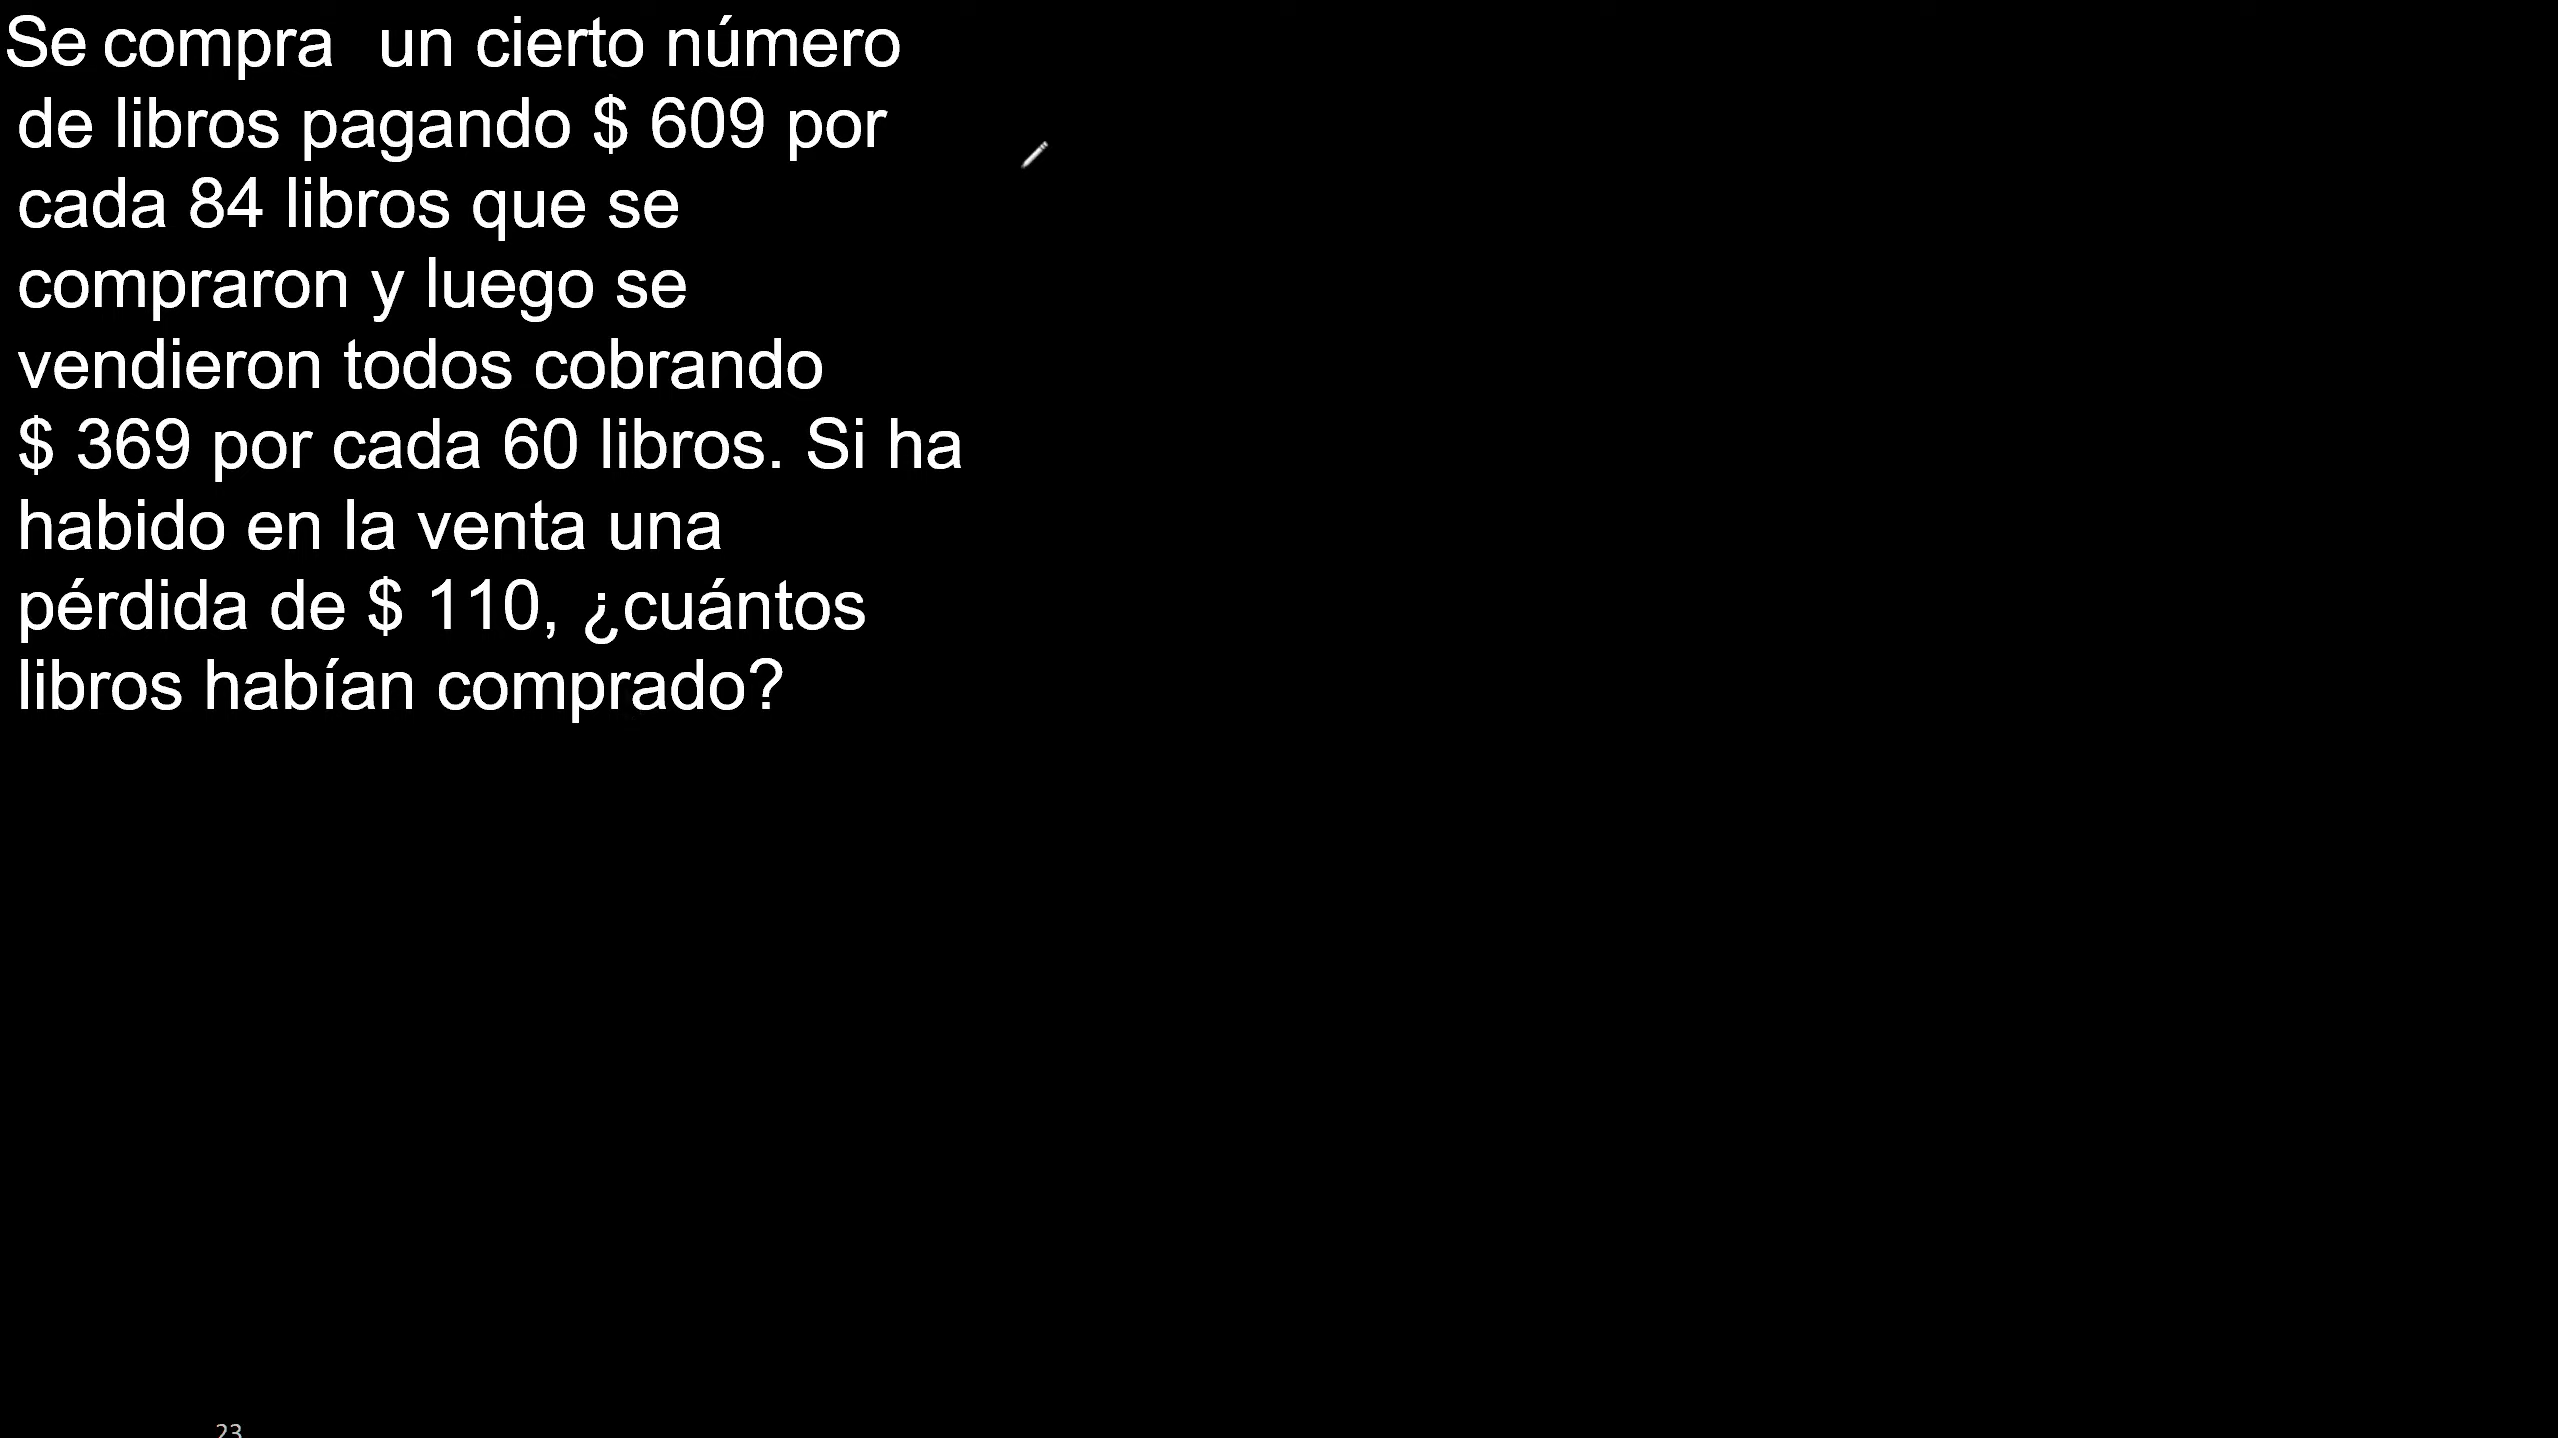 Se compra un cierto número
de libros pagando $ 609 por
cada 84 libros que se
compraron y luego se
vendieron todos cobrando
$ 369 por cada 60 libros. Si ha
habido en la venta una
pérdida de $ 110, ¿cuántos
libros habían comprado?
23